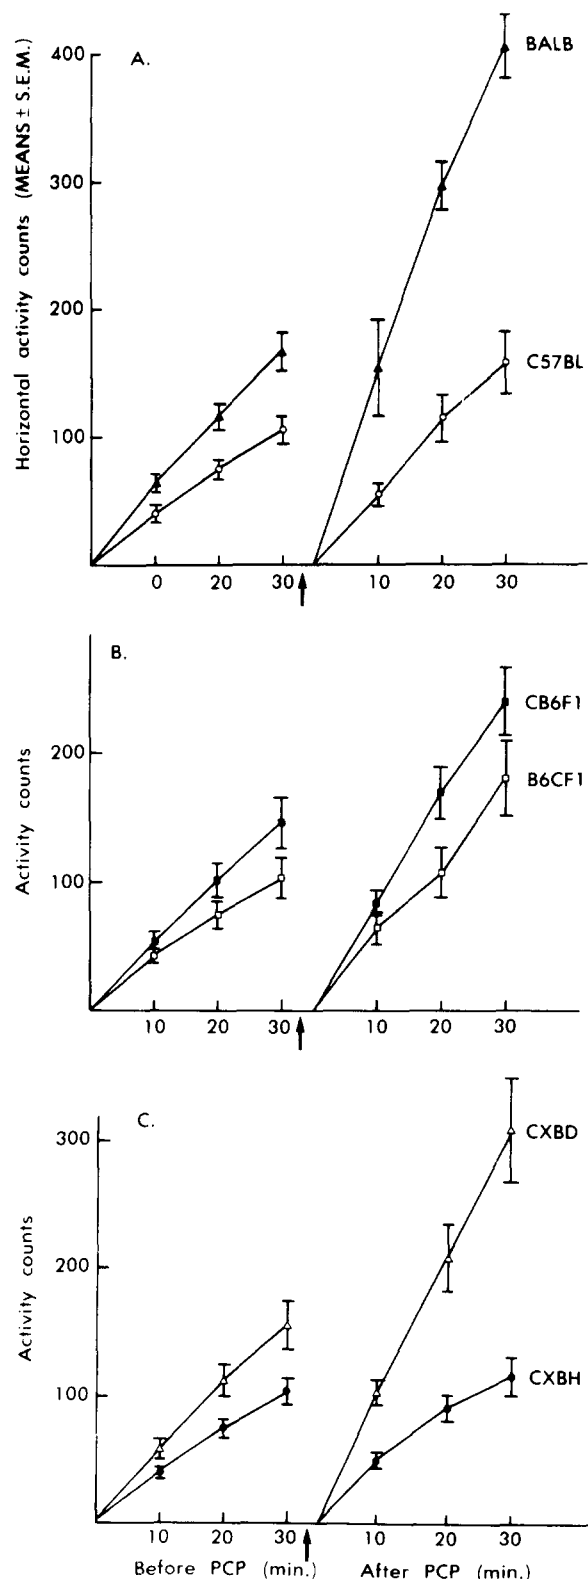 A.
Horizontal activity counts (MEANS ± S.E.M.)
400
300
200
100
BALB
C57BL
0 20 30 10 20 30
B.
Activity counts
200
100
CB6F1
B6CF1
10 20 30 10 20 30
C.
Activity counts
300
200
100
CXBD
CXBH
10 20 30 10 20 30
Before PCP (min.) After PCP (min.)